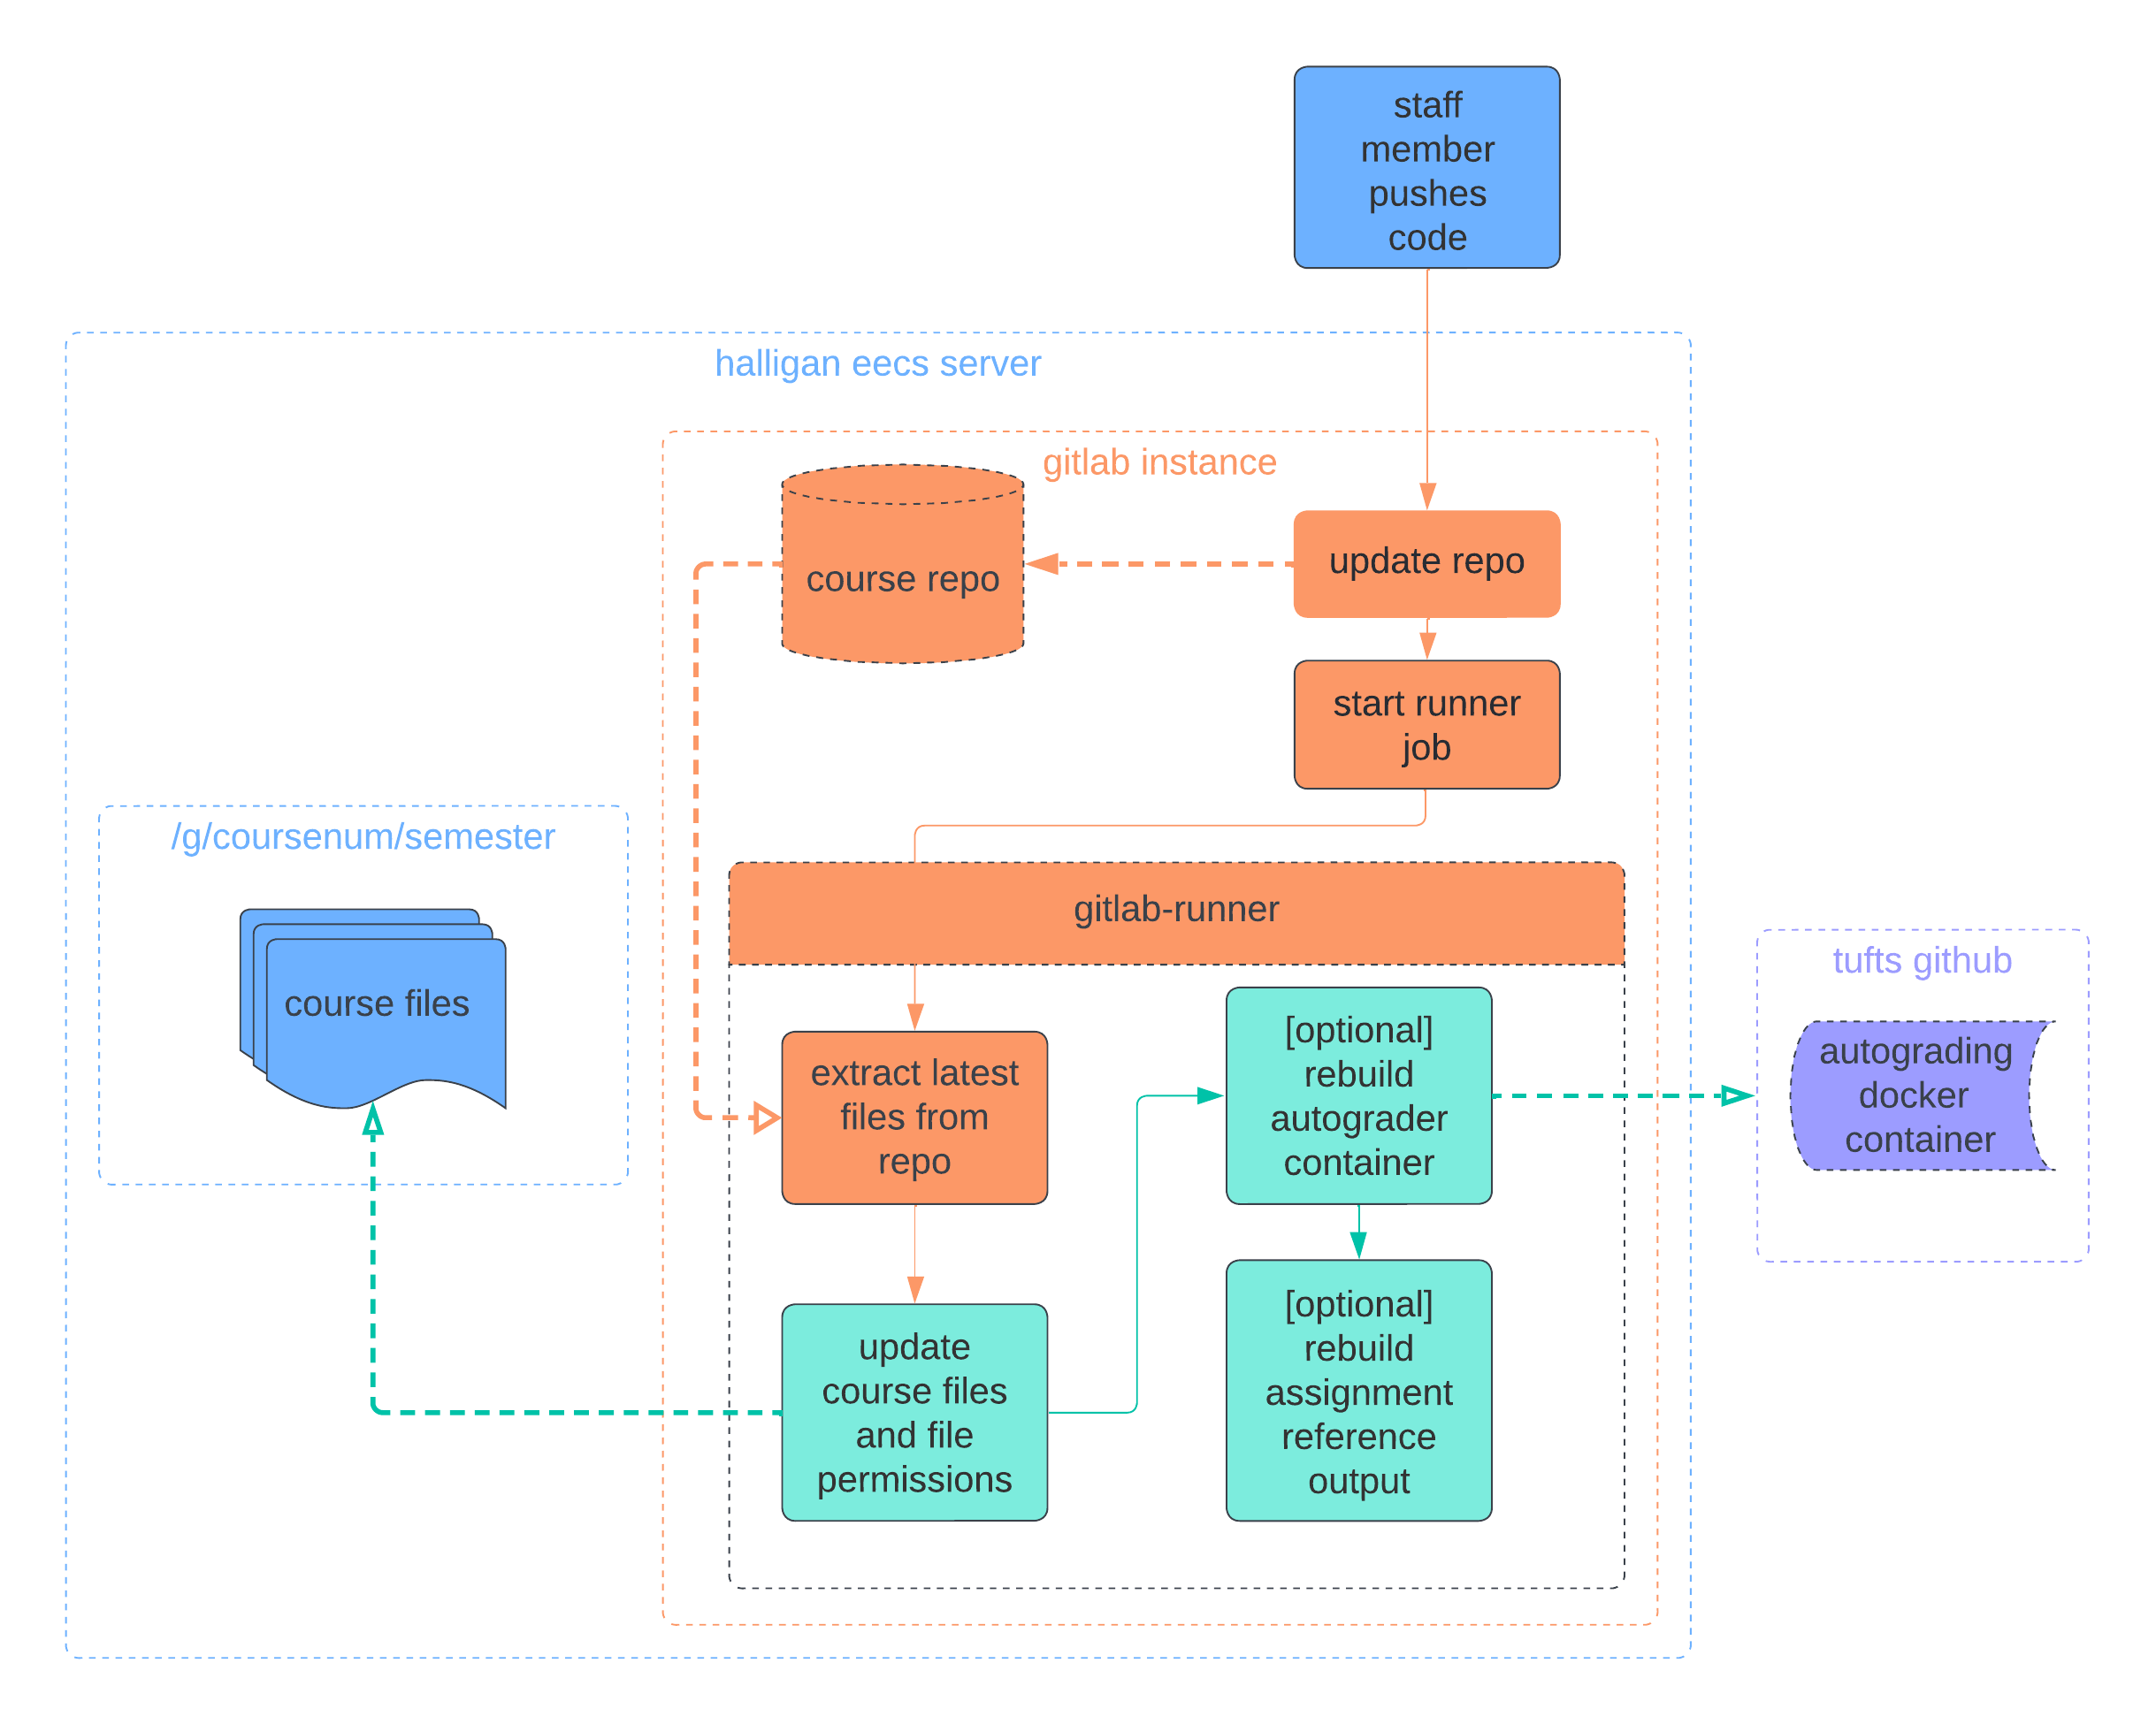 staff
member
pushes
code
halligan eecs server
gitlab instance
course repo
update repo
start runner
job
/g/coursenum/semester
course files
gitlab-runner
extract latest
files from
repo
[optional]
rebuild
autograder
container
tufts github
autograding
docker
container
update
course files
and file
permissions
[optional]
rebuild
assignment
reference
output